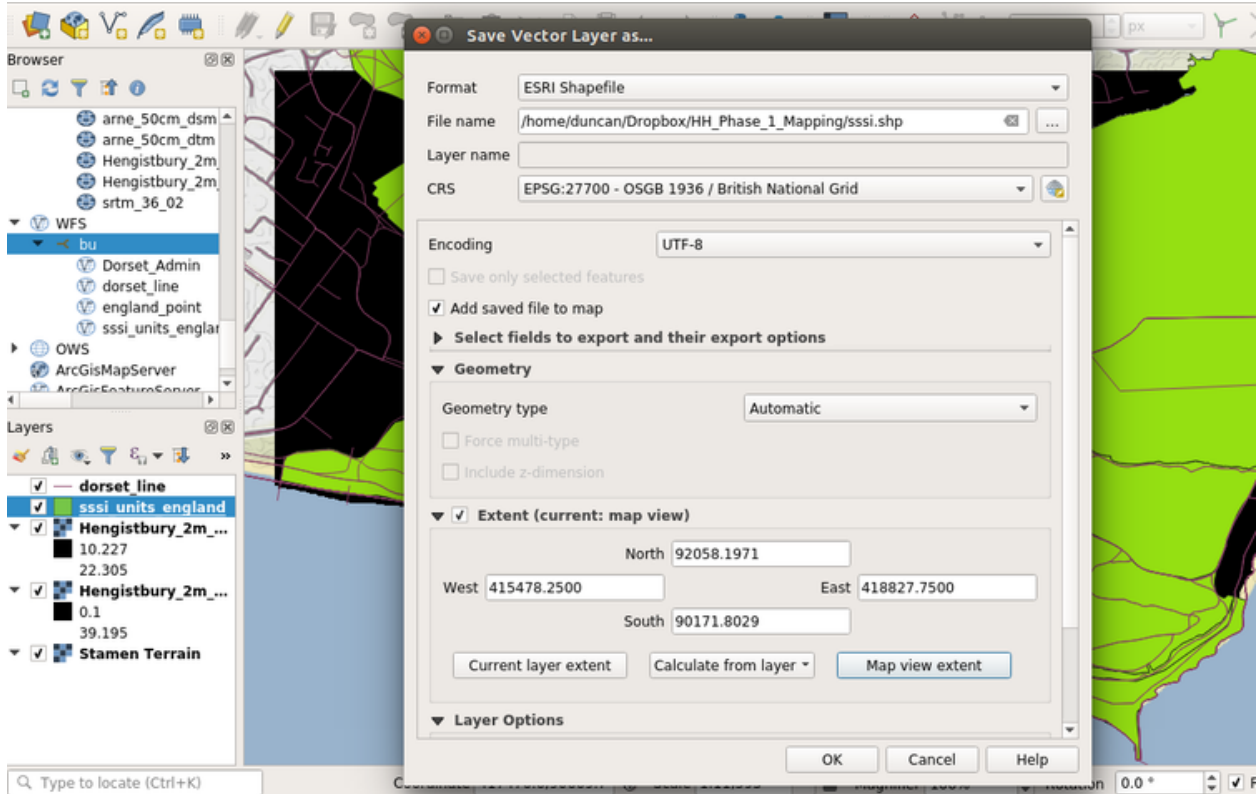 px
Save Vector Layer as...
Browser
Format
ESRI Shapefile
File name
/home/duncan/Dropbox/HH_Phase_1_Mapping/sssi.shp
...
Layer name
CRS
EPSG:27700 - OSGB 1936 / British National Grid
arne_50cm_dsm
arne_50cm_dtm
Hengistbury_2m_
Hengistbury_2m_
srtm_36_02
WFS
bu
Dorset_Admin
dorset_line
england_point
sssi_units_englan
OWS
ArcGisMapServer
ArcGisFeatureServer
Encoding
UTF-8
Save only selected features
Add saved file to map
Select fields to export and their export options
Geometry
Geometry type
Automatic
Force multi-type
Include z-dimension
Extent (current: map view)
North 92058.1971
West 415478.2500
East 418827.7500
South 90171.8029
Current layer extent
Calculate from layer
Map view extent
Layer Options
OK
Cancel
Help
Layers
»
dorset_line
sssi_units_england
Hengistbury_2m_...
10.227
22.305
Hengistbury_2m_...
0.1
39.195
Stamen Terrain
Type to locate (Ctrl+K)
Rotation 0.0 °